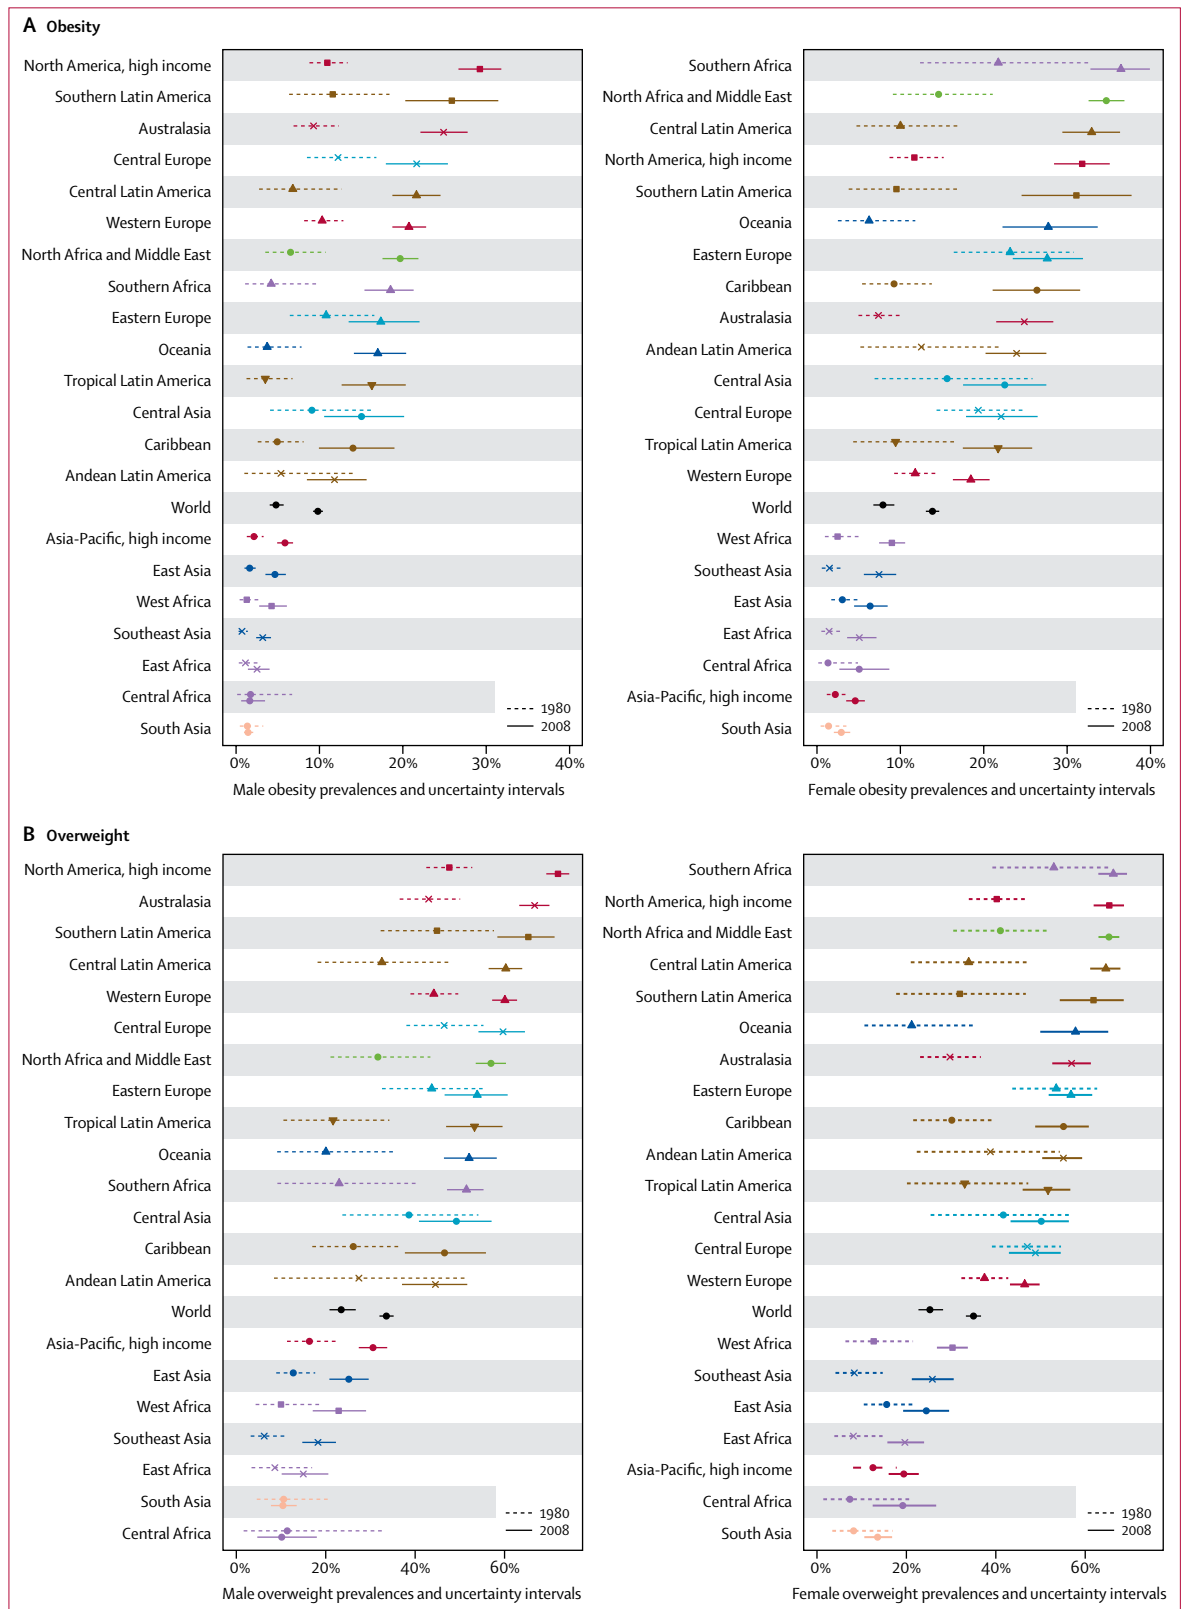 A Obesity
North America, high income
Southern Latin America
Australasia
Central Europe
Central Latin America
Western Europe
North Africa and Middle East
Southern Africa
Eastern Europe
Oceania
Tropical Latin America
Central Asia
Caribbean
Andean Latin America
World
Asia-Pacific, high income
East Asia
West Africa
Southeast Asia
East Africa
Central Africa
South Asia
1980
2008
0% 10% 20% 30% 40%
Male obesity prevalences and uncertainty intervals
Southern Africa
North Africa and Middle East
Central Latin America
North America, high income
Southern Latin America
Oceania
Eastern Europe
Caribbean
Australasia
Andean Latin America
Central Asia
Central Europe
Tropical Latin America
Western Europe
World
West Africa
Southeast Asia
East Asia
East Africa
Central Africa
Asia-Pacific, high income
South Asia
1980
2008
0% 10% 20% 30% 40%
Female obesity prevalences and uncertainty intervals
B Overweight
North America, high income
Australasia
Southern Latin America
Central Latin America
Western Europe
Central Europe
North Africa and Middle East
Eastern Europe
Tropical Latin America
Oceania
Southern Africa
Central Asia
Caribbean
Andean Latin America
World
Asia-Pacific, high income
East Asia
West Africa
Southeast Asia
East Africa
South Asia
Central Africa
1980
2008
0% 20% 40% 60%
Male overweight prevalences and uncertainty intervals
Southern Africa
North America, high income
North Africa and Middle East
Central Latin America
Southern Latin America
Oceania
Australasia
Eastern Europe
Caribbean
Andean Latin America
Tropical Latin America
Central Asia
Central Europe
Western Europe
World
West Africa
Southeast Asia
East Asia
East Africa
Asia-Pacific, high income
Central Africa
South Asia
1980
2008
0% 20% 40% 60%
Female overweight prevalences and uncertainty intervals